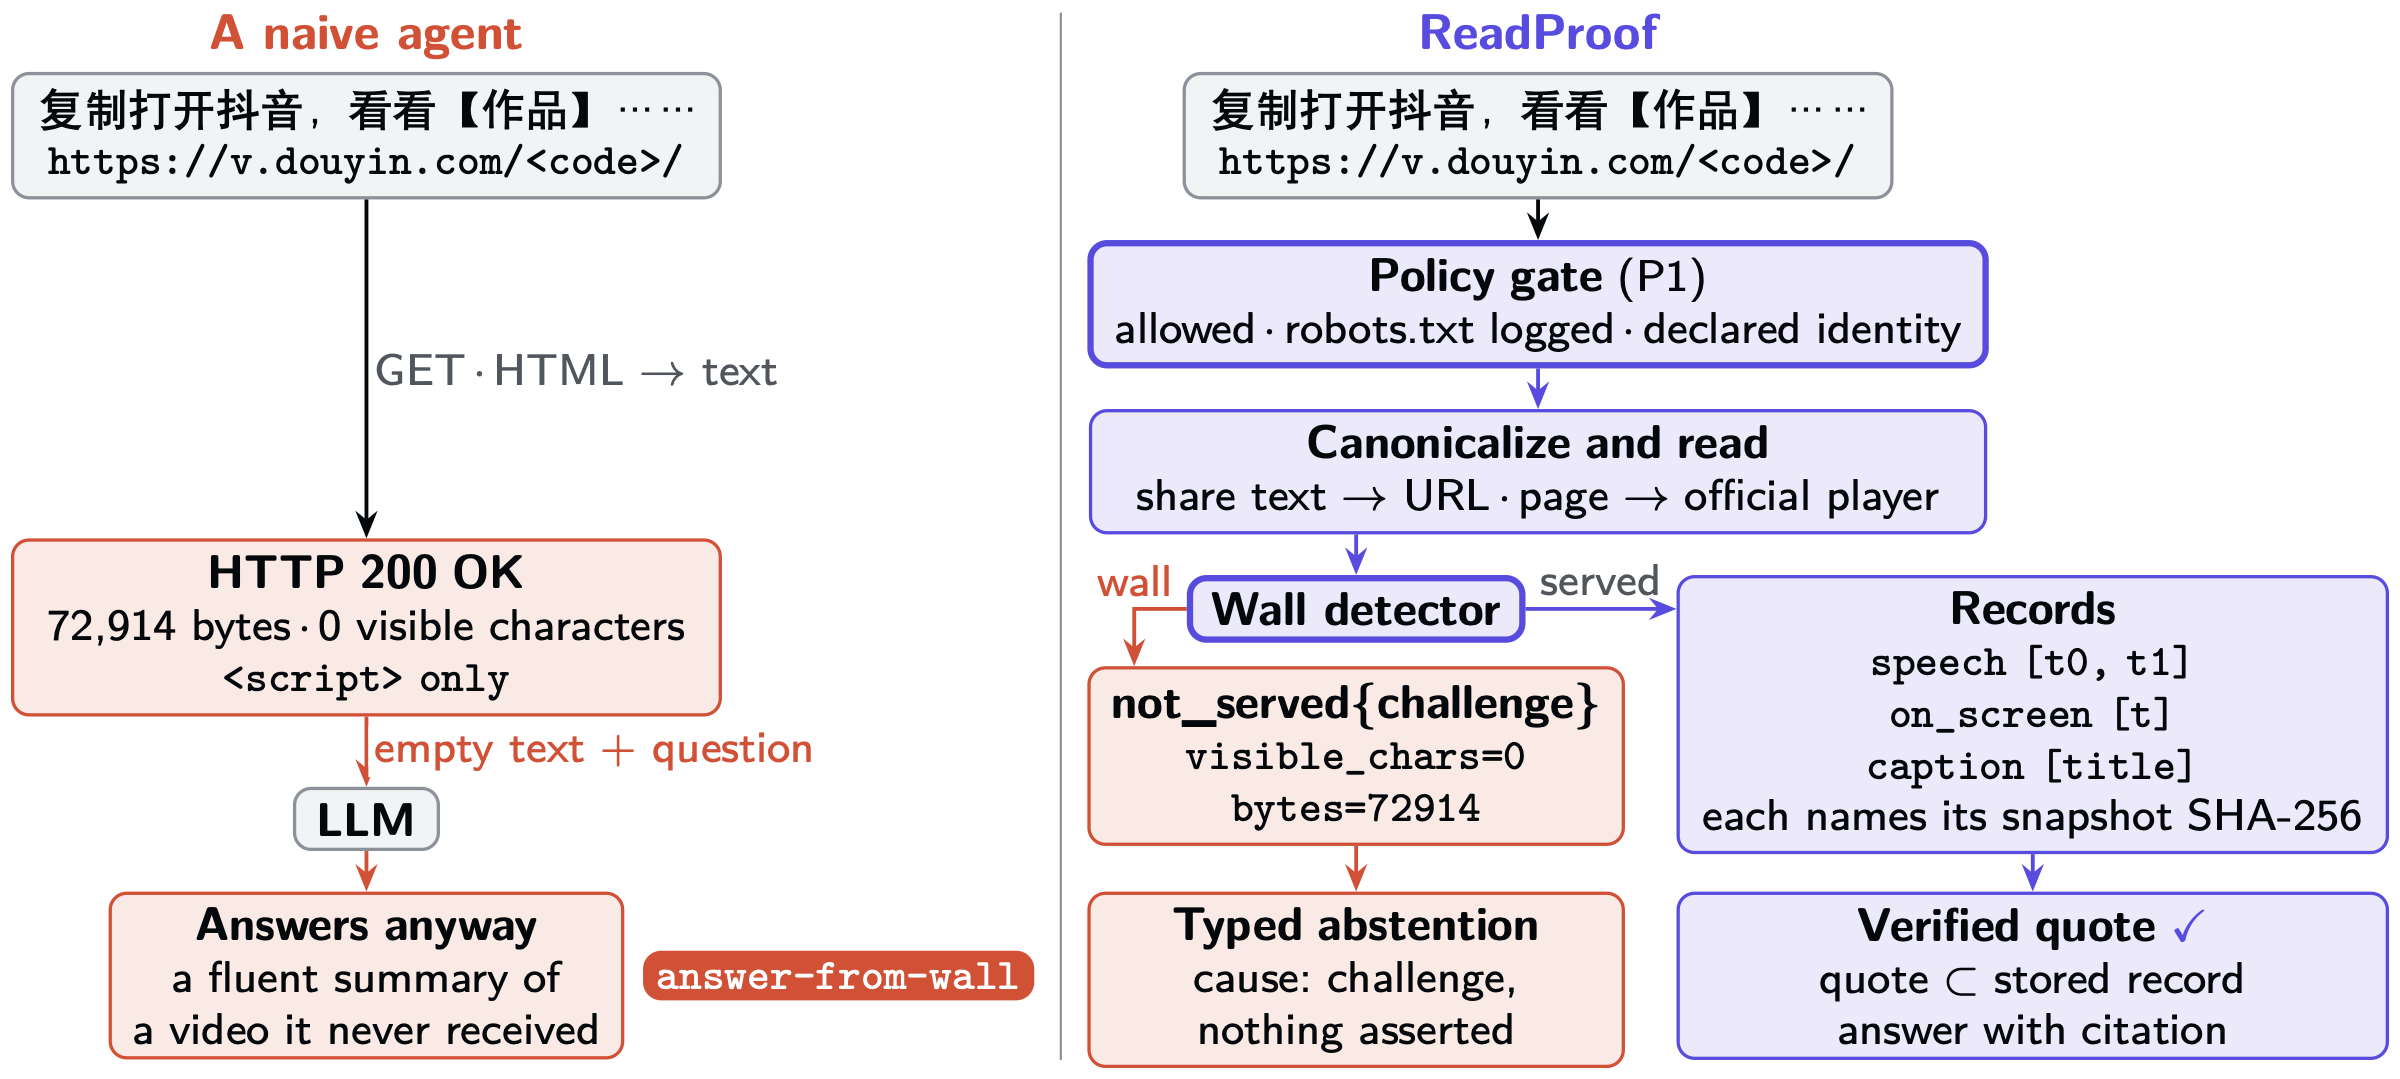 A naive agent
复制打开抖音，看看【作品】⋯⋯
https://v.douyin.com/<code>/
GET · HTML → text
HTTP 200 OK
72,914 bytes · 0 visible characters
<script> only
empty text + question
LLM
Answers anyway
a fluent summary of
a video it never received
answer-from-wall
ReadProof
复制打开抖音，看看【作品】⋯⋯
https://v.douyin.com/<code>/
Policy gate (P1)
allowed · robots.txt logged · declared identity
Canonicalize and read
share text → URL · page → official player
wall
Wall detector
served
not_served{challenge}
visible_chars=0
bytes=72914
Typed abstention
cause: challenge,
nothing asserted
Records
speech [t0, t1]
on_screen [t]
caption [title]
each names its snapshot SHA-256
Verified quote ✓
quote ⊂ stored record
answer with citation